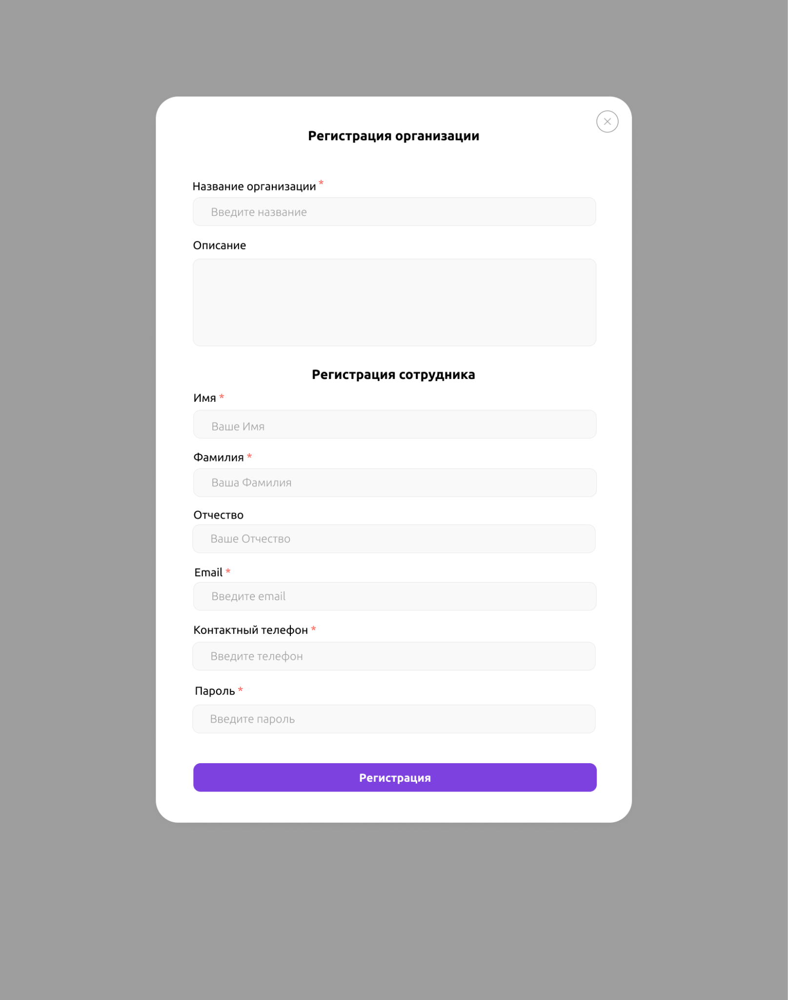 Регистрация организации
Название организации *
Введите название
Описание
Регистрация сотрудника
Имя *
Ваше Имя
Фамилия *
Ваша Фамилия
Отчество
Ваше Отчество
Email *
Введите email
Контактный телефон *
Введите телефон
Пароль *
Введите пароль
Регистрация